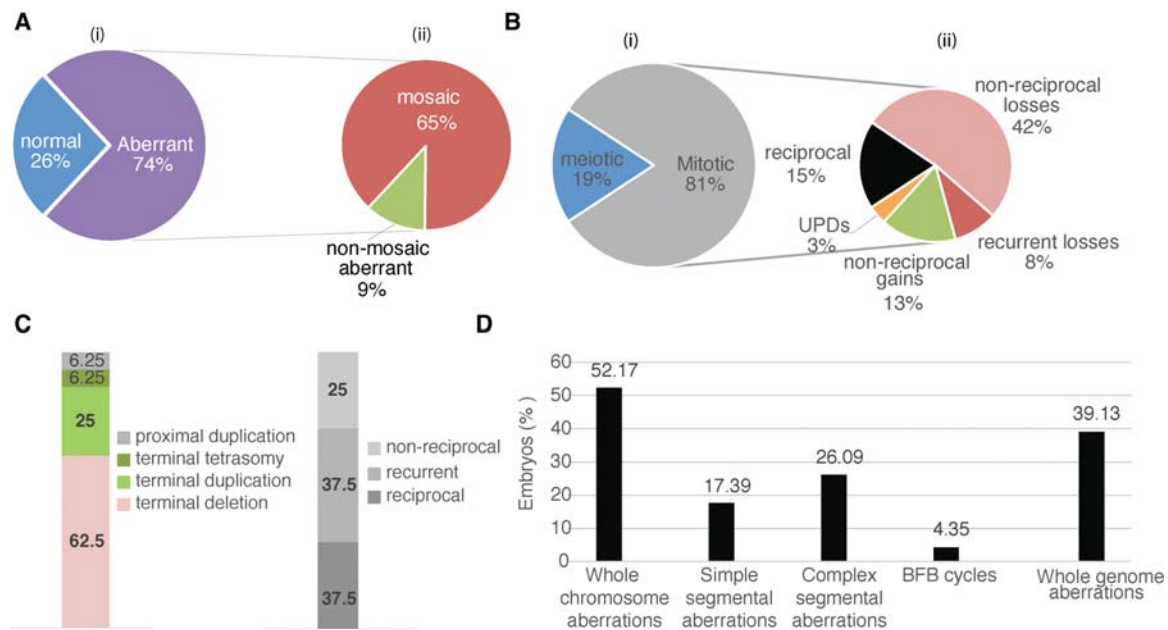 A
(i)
(ii)
normal
26%
Aberrant
74%
mosaic
65%
non-mosaic
aberrant
9%
B
(i)
(ii)
meiotic
19%
Mitotic
81%
non-reciprocal
losses
42%
reciprocal
15%
UPDs
3%
non-reciprocal
gains
13%
recurrent losses
8%
C
6.25
6.25
25
62.5
proximal duplication
terminal tetrasomy
terminal duplication
terminal deletion
25
37.5
37.5
non-reciprocal
recurrent
reciprocal
D
Embryos (% )
60
50
40
30
20
10
0
52.17
17.39
26.09
4.35
39.13
Whole
chromosome
aberrations
Simple
segmental
aberrations
Complex
segmental
aberrations
BFB cycles
Whole genome
aberrations